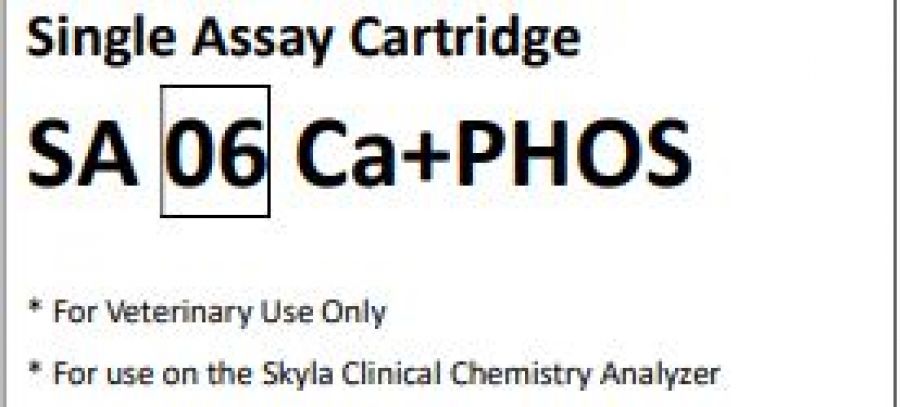 Single Assay Cartridge
SA 06 Ca+PHOS
* For Veterinary Use Only
* For use on the Skyla Clinical Chemistry Analyzer